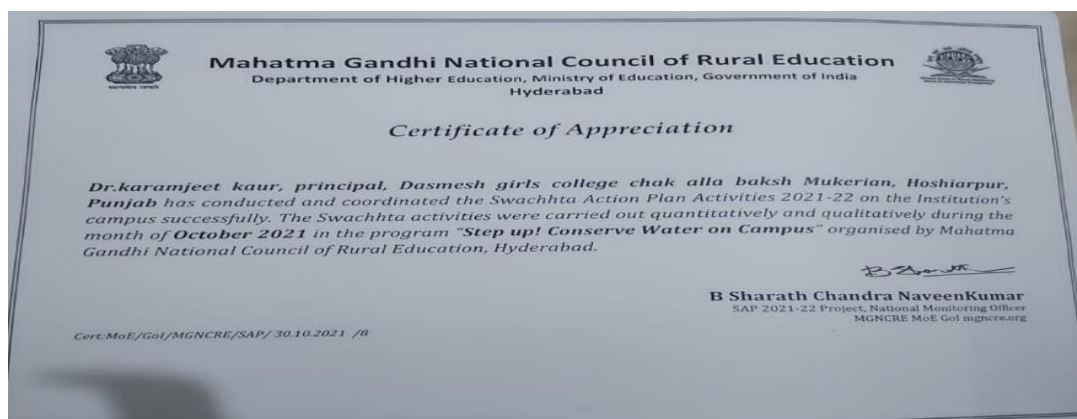 Mahatma Gandhi National Council of Rural Education
Department of Higher Education, Ministry of Education, Government of India
Hyderabad
सत्यमेव जयते
Certificate of Appreciation
Dr.karamjeet kaur, principal, Dasmesh girls college chak alla baksh Mukerian, Hoshiarpur,
Punjab has conducted and coordinated the Swachhta Action Plan Activities 2021-22 on the Institution's
campus successfully. The Swachhta activities were carried out quantitatively and qualitatively during the
month of October 2021 in the program "Step up! Conserve Water on Campus" organised by Mahatma
Gandhi National Council of Rural Education, Hyderabad.
B Sharath Chandra NaveenKumar
SAP 2021-22 Project, National Monitoring Officer
MGNCRE MoE GoI mgncre.org
Cert:MoE/GoI/MGNCRE/SAP/ 30.10.2021 /B